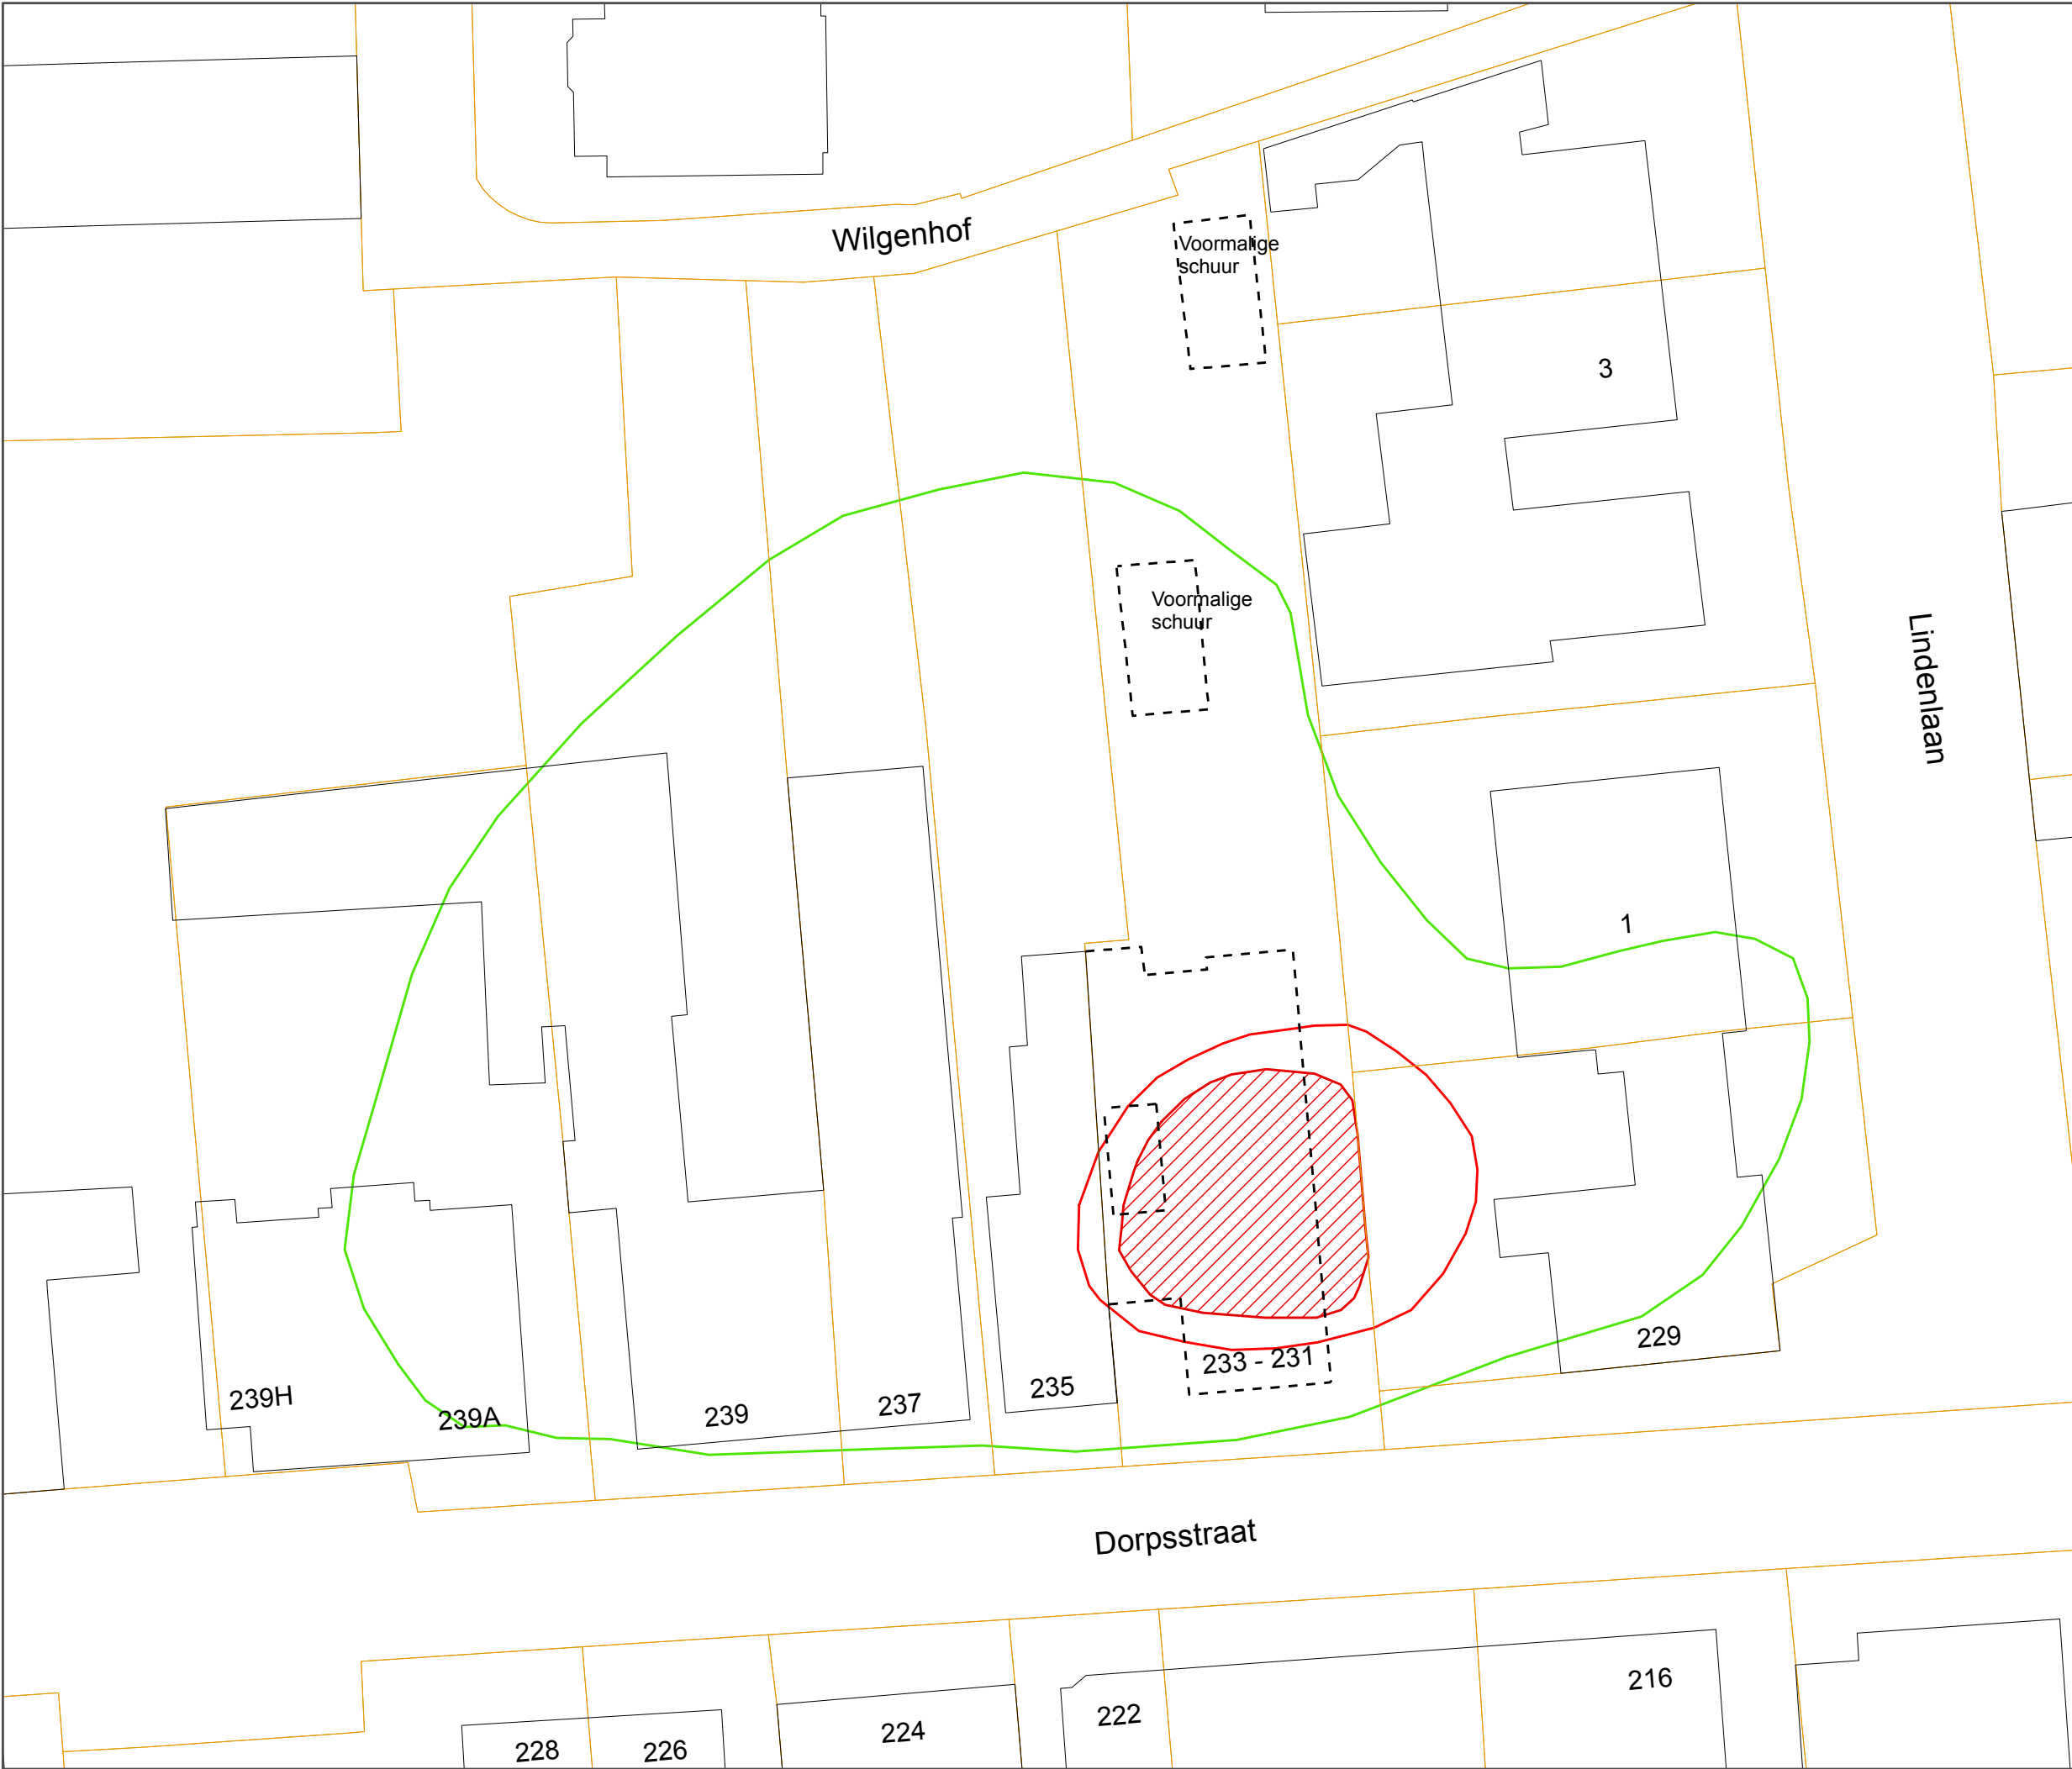 Wilgenhof
Voormalige
schuur
3
Voormalige
schuur
Lindenlaan
1
233 - 231
229
235
237
239
239A
239H
Dorpsstraat
216
222
224
226
228